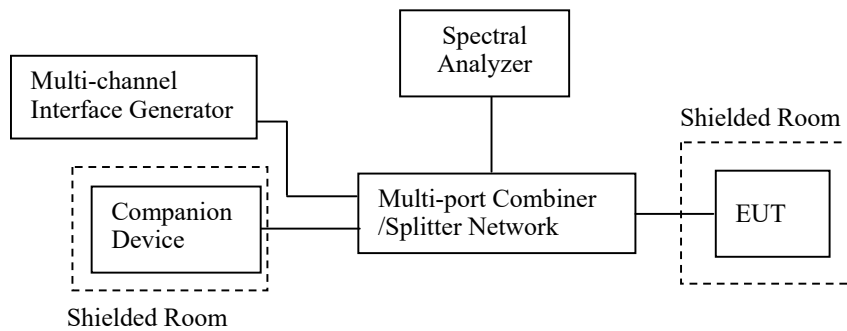 Spectral
Analyzer
Multi-channel
Interface Generator
Shielded Room
Multi-port Combiner
/Splitter Network
EUT
Companion
Device
Shielded Room